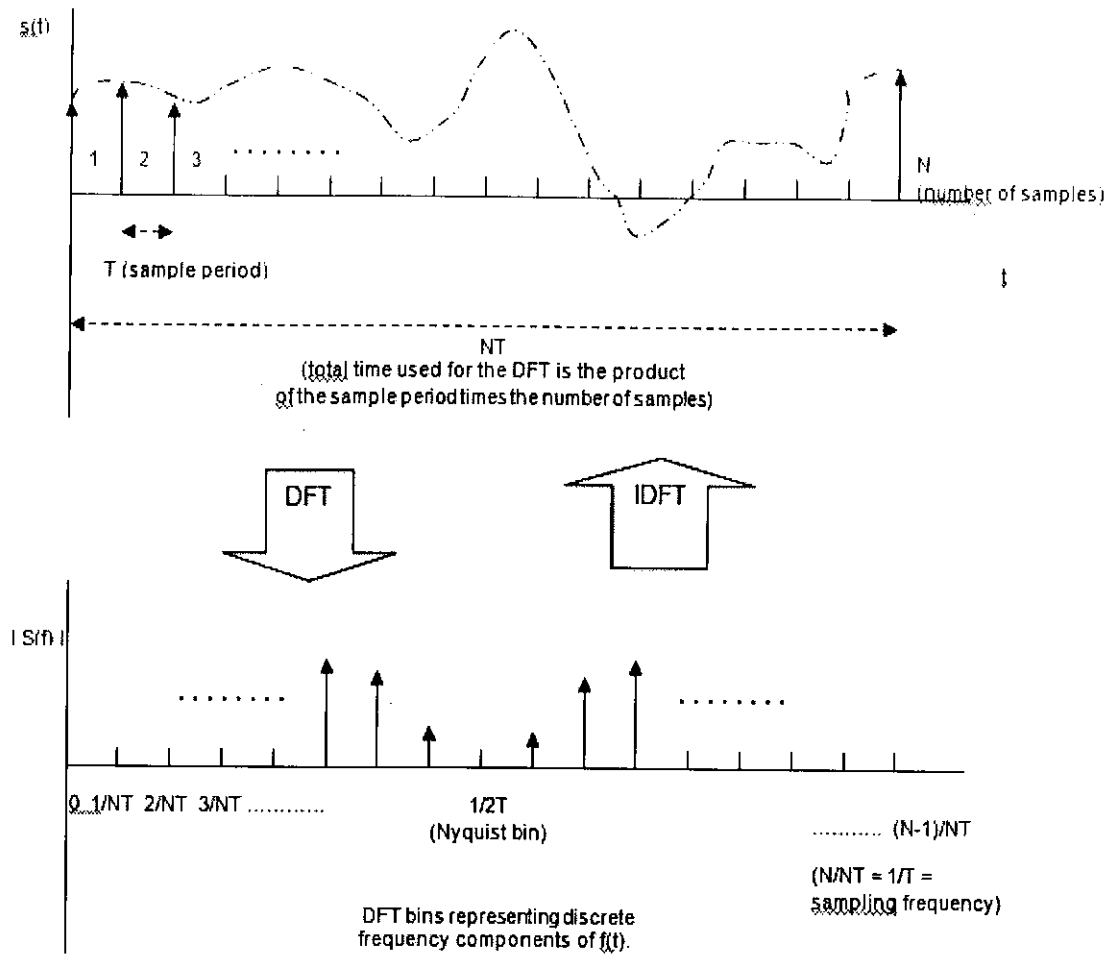 s(t)
1 2 3 ........
N
(number of samples)
T (sample period)
t
NT
(total time used for the DFT is the product
of the sample period times the number of samples)
DFT
IDFT
| S(f) |
........
........
0 1/NT 2/NT 3/NT ............
1/2T
(Nyquist bin)
........... (N-1)/NT
(N/NT = 1/T =
sampling frequency)
DFT bins representing discrete
frequency components of f(t).